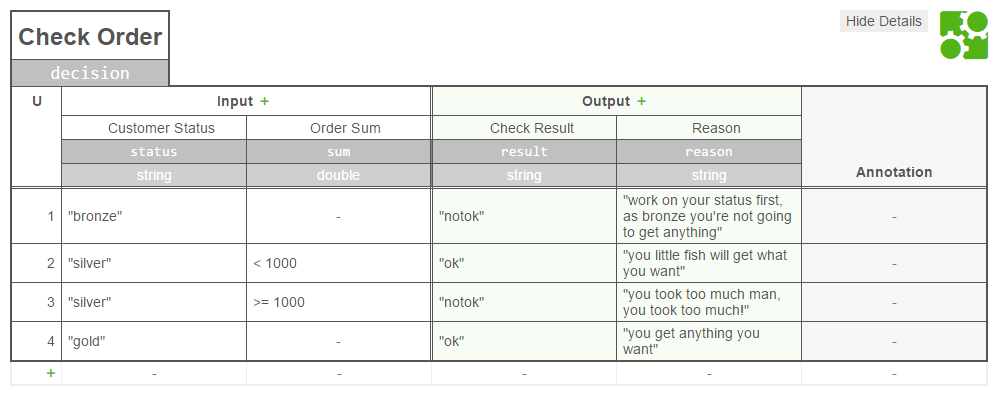 Check Order
Hide Details
decision
U Input + Output +
Customer Status Order Sum Check Result Reason
status sum result reason
string double string string Annotation
1 "bronze" - "notok" "work on your status first,
as bronze you're not going
to get anything" -
2 "silver" < 1000 "ok" "you little fish will get what
you want" -
3 "silver" >= 1000 "notok" "you took too much man,
you took too much!" -
4 "gold" - "ok" "you get anything you
want" -
+ - - - - -